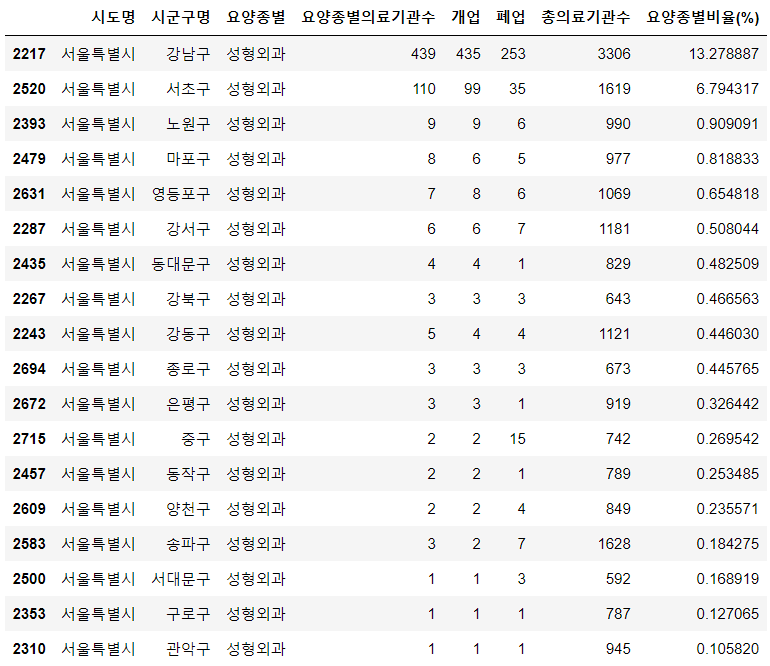 시도명 시군구명 요양종별 요양종별의료기관수 개업 폐업 총의료기관수 요양종별비율(%)
2217 서울특별시 강남구 성형외과 439 435 253 3306 13.278887
2520 서울특별시 서초구 성형외과 110 99 35 1619 6.794317
2393 서울특별시 노원구 성형외과 9 9 6 990 0.909091
2479 서울특별시 마포구 성형외과 8 6 5 977 0.818833
2631 서울특별시 영등포구 성형외과 7 8 6 1069 0.654818
2287 서울특별시 강서구 성형외과 6 6 7 1181 0.508044
2435 서울특별시 동대문구 성형외과 4 4 1 829 0.482509
2267 서울특별시 강북구 성형외과 3 3 3 643 0.466563
2243 서울특별시 강동구 성형외과 5 4 4 1121 0.446030
2694 서울특별시 종로구 성형외과 3 3 3 673 0.445765
2672 서울특별시 은평구 성형외과 3 3 1 919 0.326442
2715 서울특별시 중구 성형외과 2 2 15 742 0.269542
2457 서울특별시 동작구 성형외과 2 2 1 789 0.253485
2609 서울특별시 양천구 성형외과 2 2 4 849 0.235571
2583 서울특별시 송파구 성형외과 3 2 7 1628 0.184275
2500 서울특별시 서대문구 성형외과 1 1 3 592 0.168919
2353 서울특별시 구로구 성형외과 1 1 1 787 0.127065
2310 서울특별시 관악구 성형외과 1 1 1 945 0.105820